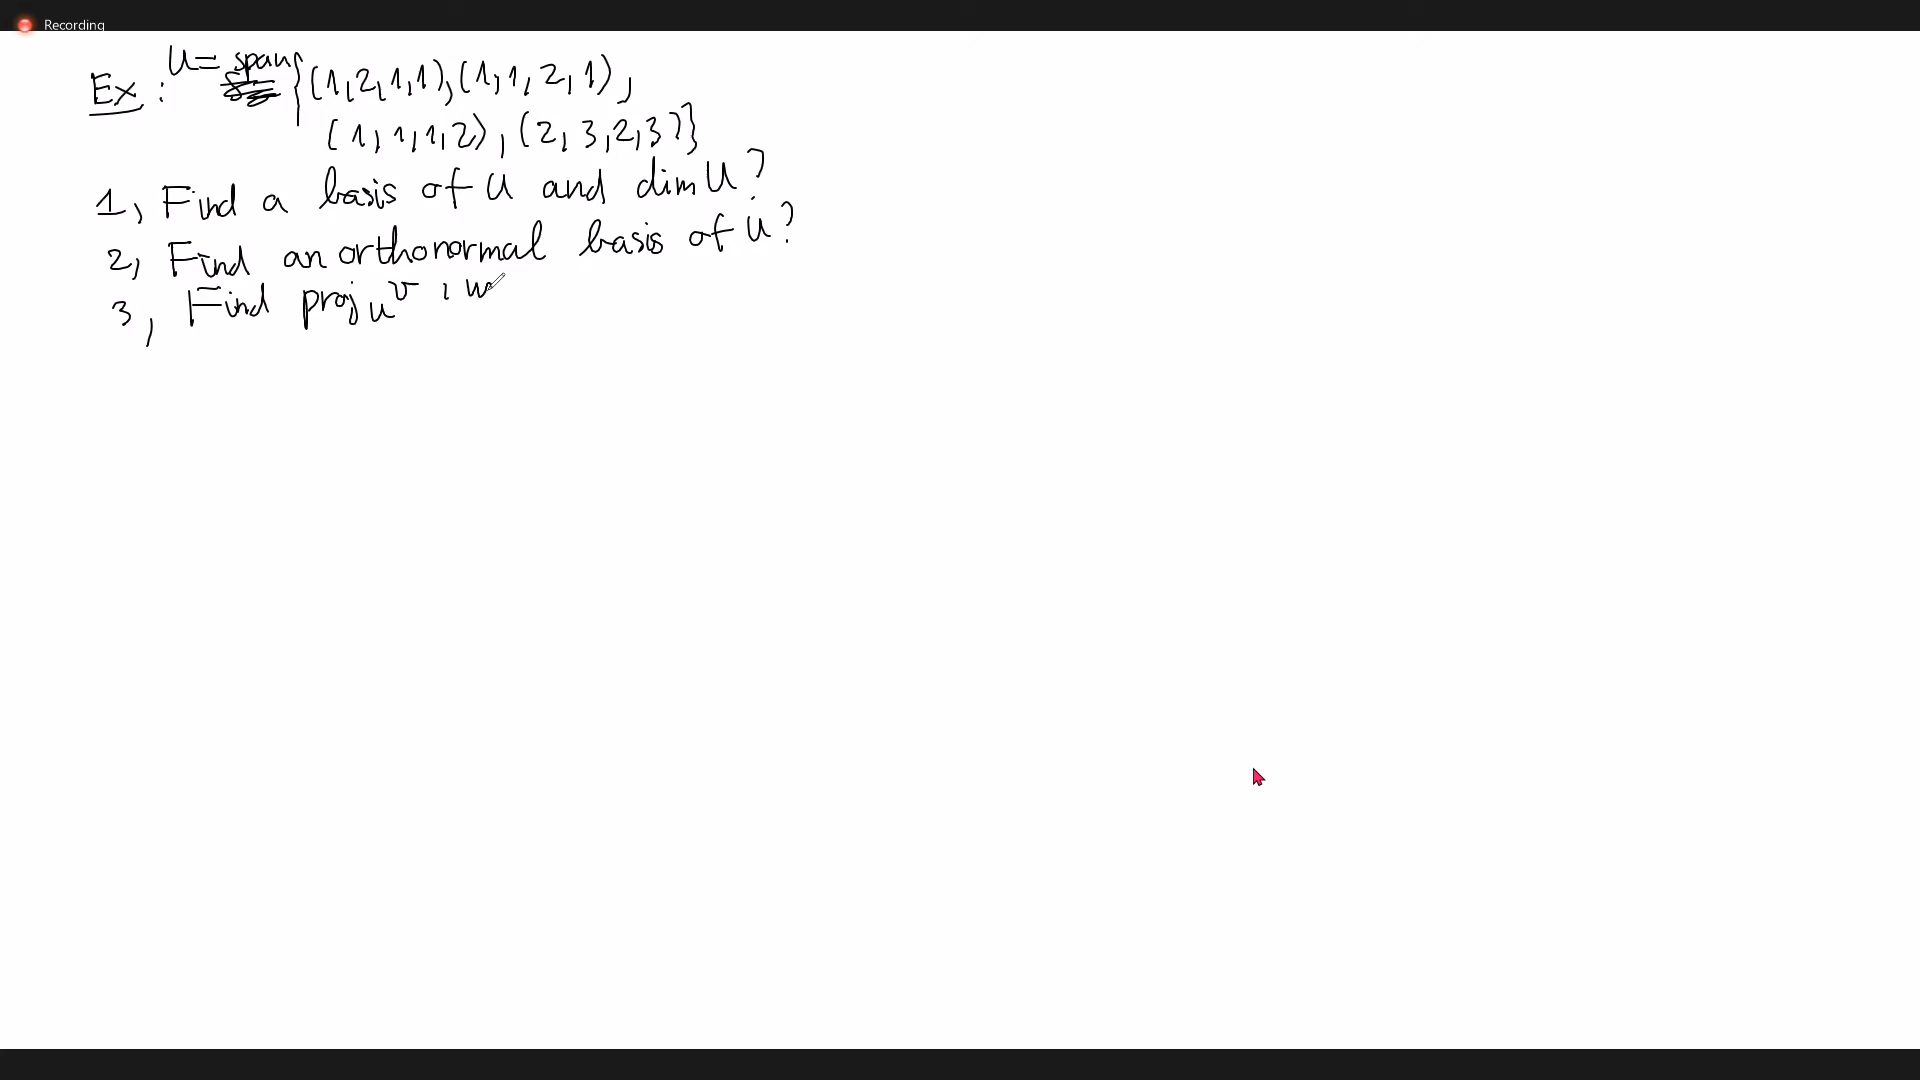 Recording
Ex: U = span {(1,2,1,1),(1,1,2,1),
(1,1,1,2),(2,3,2,3)}
1, Find a basis of U and dim U?
2, Find an orthonormal basis of U?
3, Find proj_U v, w